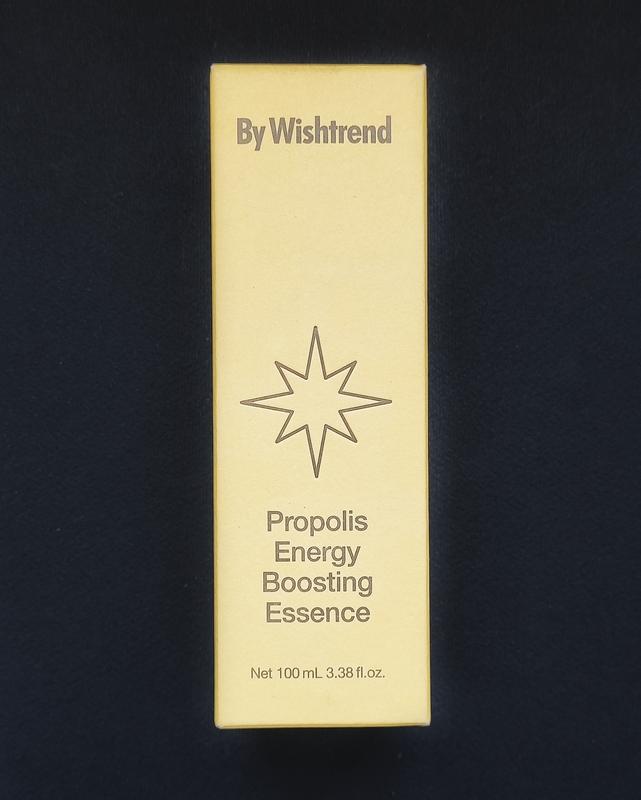 By Wishtrend
Propolis
Energy
Boosting
Essence
Net 100 mL 3.38 fl.oz.